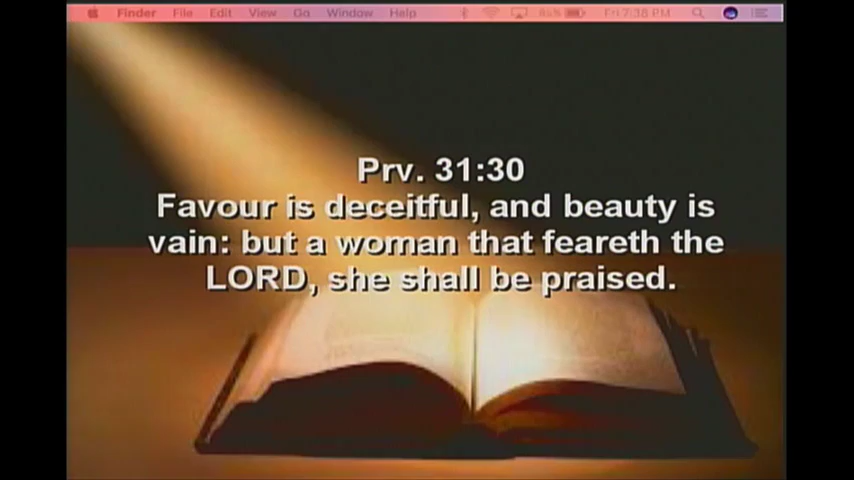 Finder File Edit View Go Window Help Fri 7:38 PM
Prv. 31:30
Favour is deceitful, and beauty is
vain: but a woman that feareth the
LORD, she shall be praised.